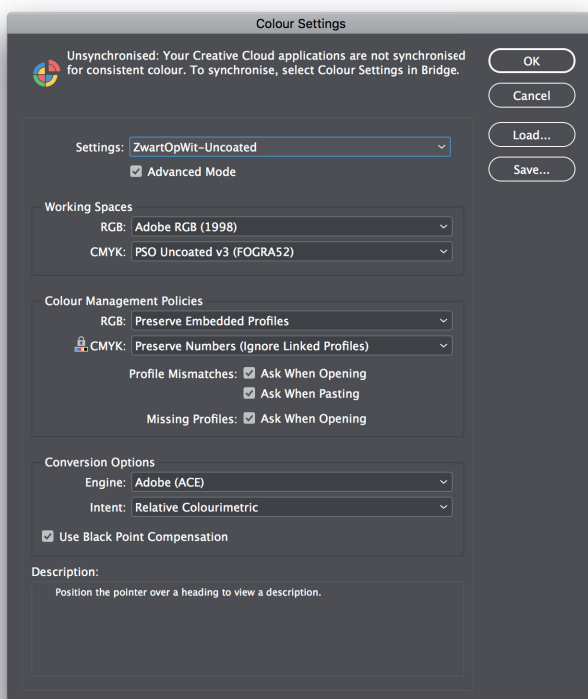 Colour Settings
Unsynchronised: Your Creative Cloud applications are not synchronised
for consistent colour. To synchronise, select Colour Settings in Bridge.
OK
Cancel
Load...
Save...
Settings: ZwartOpWit-Uncoated
Advanced Mode
Working Spaces
RGB: Adobe RGB (1998)
CMYK: PSO Uncoated v3 (FOGRA52)
Colour Management Policies
RGB: Preserve Embedded Profiles
CMYK: Preserve Numbers (Ignore Linked Profiles)
Profile Mismatches: Ask When Opening
Ask When Pasting
Missing Profiles: Ask When Opening
Conversion Options
Engine: Adobe (ACE)
Intent: Relative Colourimetric
Use Black Point Compensation
Description:
Position the pointer over a heading to view a description.